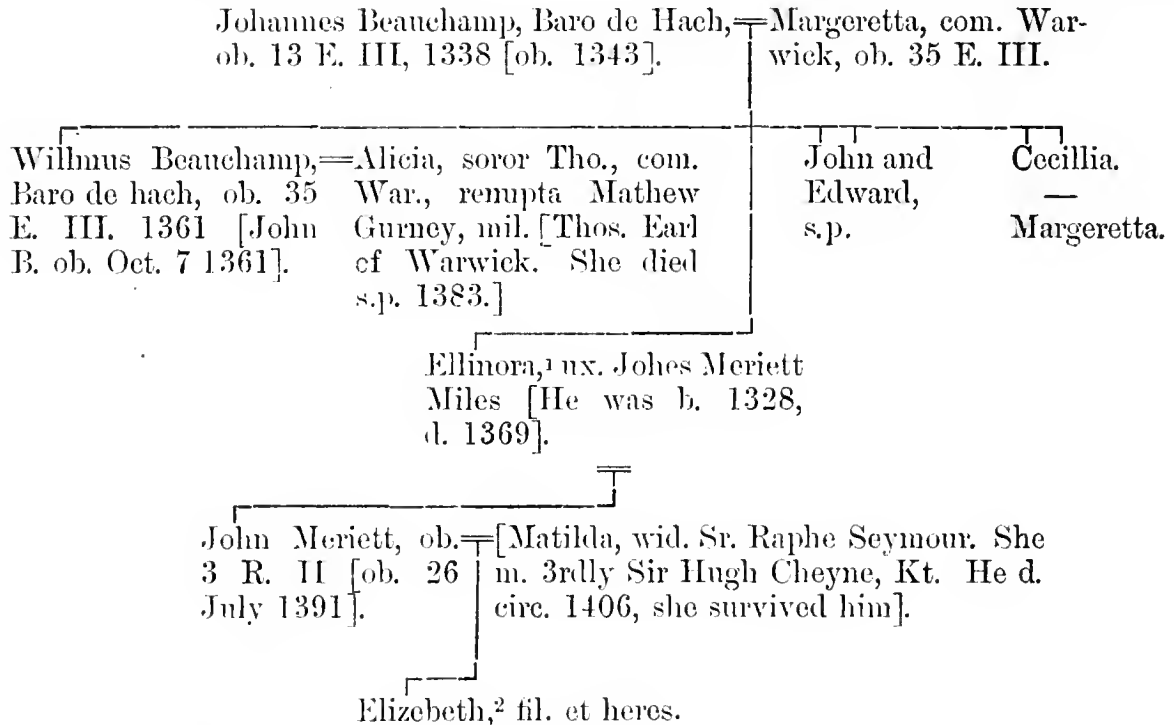 Johannes Beauchamp, Baro de Hach,
ob. 13 E. III, 1338 [ob. 1343].
Margeretta, com. War-
wick, ob. 35 E. III.
Willmus Beauchamp,
Baro de hach, ob. 35
E. III. 1361 [John
B. ob. Oct. 7 1361].
Alicia, soror Tho., com.
War., renupta Mathew
Gurney, mil. [Thos. Earl
of Warwick. She died
s.p. 1383.]
John and
Edward,
s.p.
Cecillia.
—
Margeretta.
Ellinora,¹ ux. Johes Meriett
Miles [He was b. 1328,
d. 1369].
John Meriett, ob.
3 R. II [ob. 26
July 1391].
[Matilda, wid. Sr. Raphe Seymour. She
m. 3rdly Sir Hugh Cheyne, Kt. He d.
circ. 1406, she survived him].
Elizebeth,² fil. et heres.